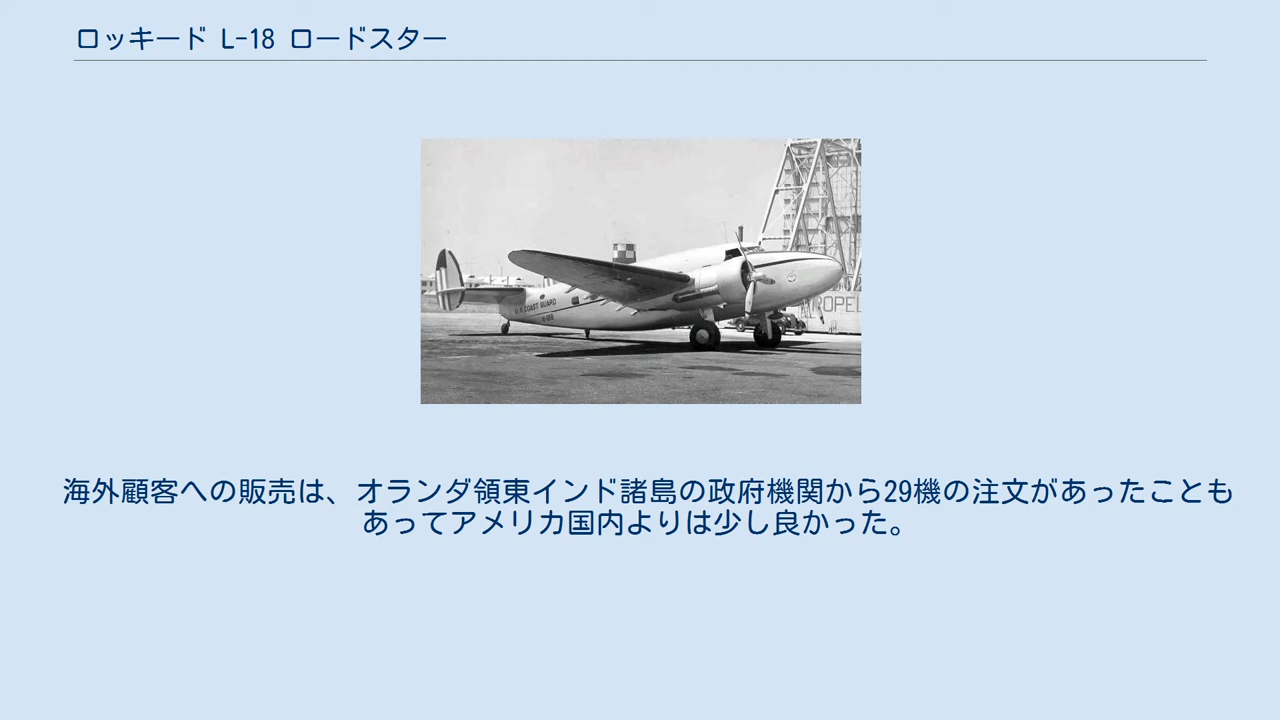 ロッキード L-18 ロードスター
U.S. COAST GUARD
V-188
海外顧客への販売は、オランダ領東インド諸島の政府機関から29機の注文があったことも
あってアメリカ国内よりは少し良かった。